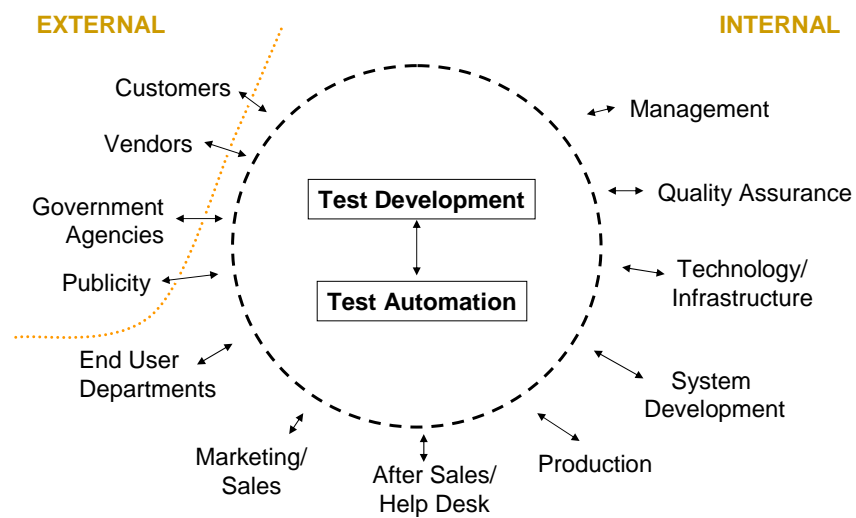 EXTERNAL
INTERNAL
Customers
Vendors
Government
Agencies
Publicity
End User
Departments
Marketing/
Sales
After Sales/
Help Desk
Production
System
Development
Technology/
Infrastructure
Quality Assurance
Management
Test Development
Test Automation